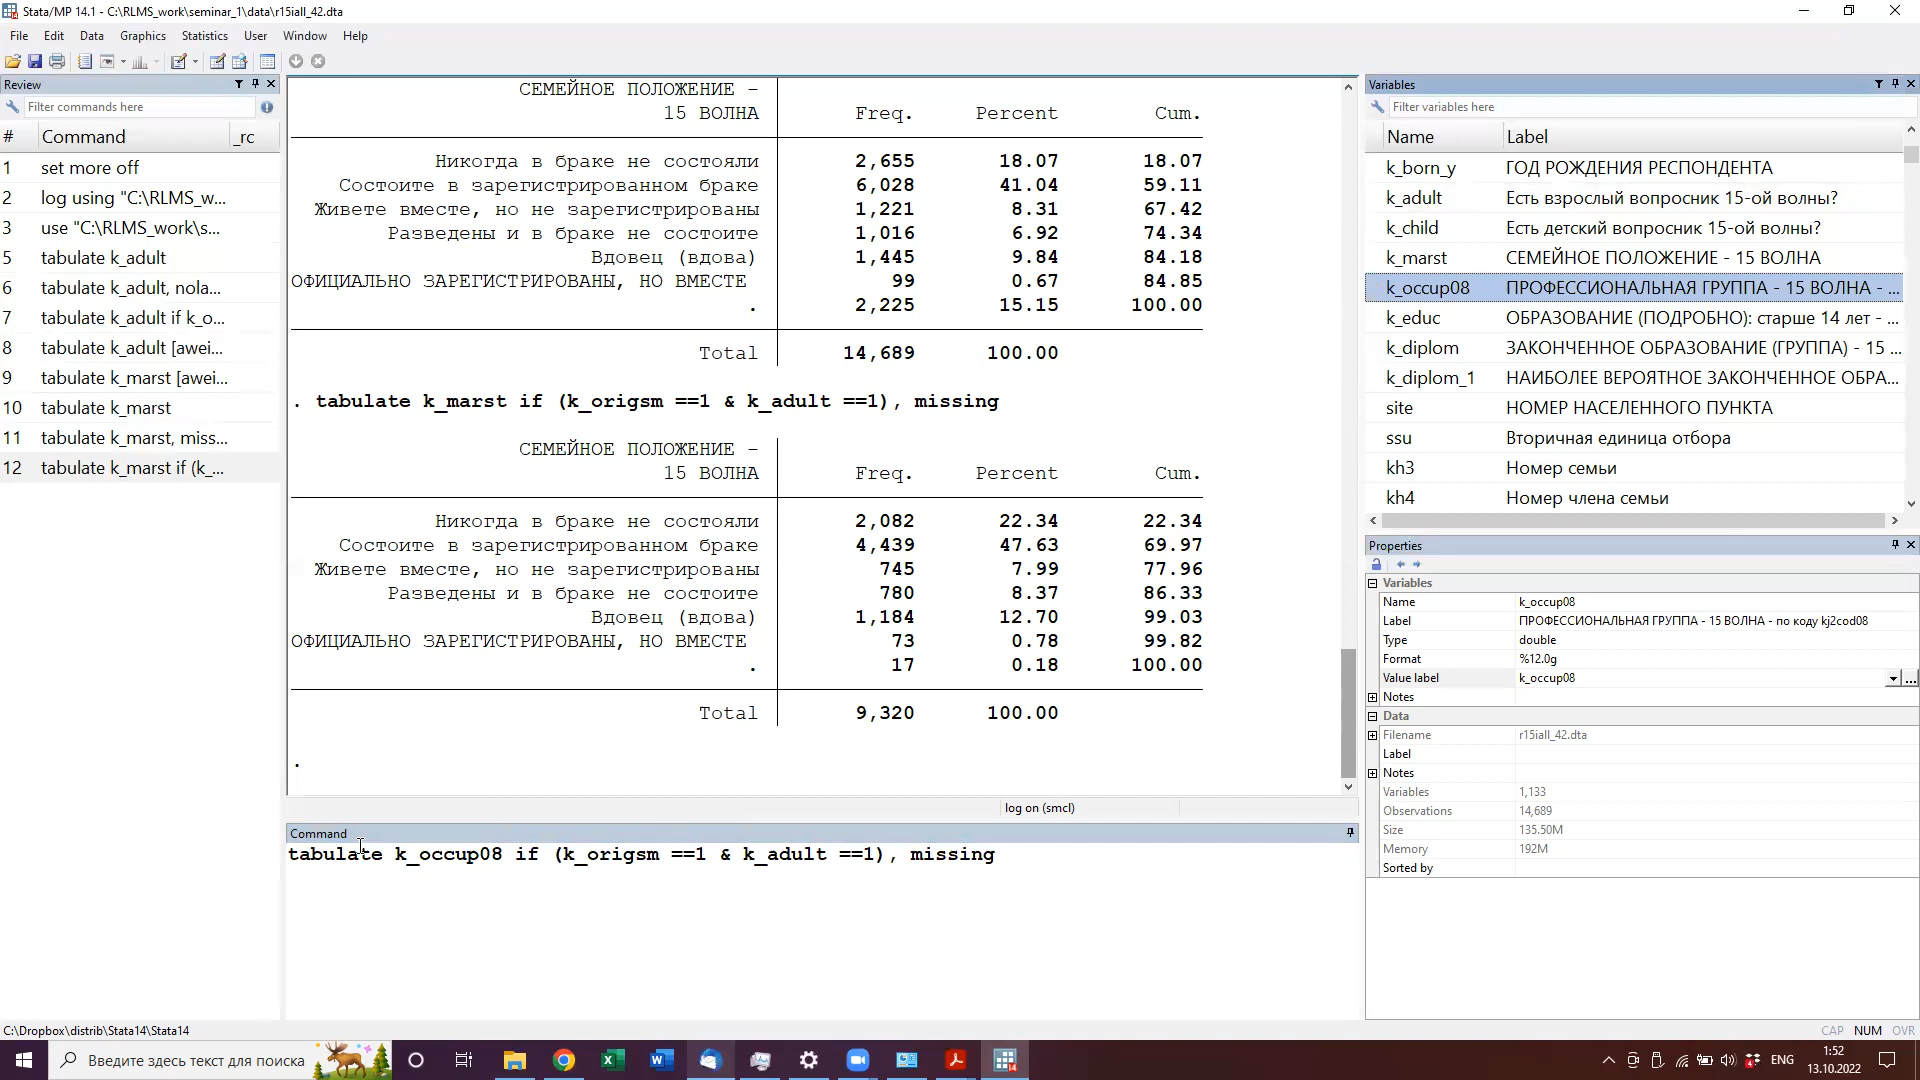 Stata/MP 14.1 - C:\RLMS_work\seminar_1\data\r15iall_42.dta
File Edit Data Graphics Statistics User Window Help
Review
Filter commands here
# Command _rc
1 set more off
2 log using "C:\RLMS_w...
3 use "C:\RLMS_work\s...
5 tabulate k_adult
6 tabulate k_adult, nola...
7 tabulate k_adult if k_o...
8 tabulate k_adult [awei...
9 tabulate k_marst [awei...
10 tabulate k_marst
11 tabulate k_marst, miss...
12 tabulate k_marst if (k_...
СЕМЕЙНОЕ ПОЛОЖЕНИЕ -
15 ВОЛНА Freq. Percent Cum.
Никогда в браке не состояли 2,655 18.07 18.07
Состоите в зарегистрированном браке 6,028 41.04 59.11
Живете вместе, но не зарегистрированы 1,221 8.31 67.42
Разведены и в браке не состоите 1,016 6.92 74.34
Вдовец (вдова) 1,445 9.84 84.18
ОФИЦИАЛЬНО ЗАРЕГИСТРИРОВАНЫ, НО ВМЕСТЕ 99 0.67 84.85
. 2,225 15.15 100.00
Total 14,689 100.00
. tabulate k_marst if (k_origsm ==1 & k_adult ==1), missing
СЕМЕЙНОЕ ПОЛОЖЕНИЕ -
15 ВОЛНА Freq. Percent Cum.
Никогда в браке не состояли 2,082 22.34 22.34
Состоите в зарегистрированном браке 4,439 47.63 69.97
Живете вместе, но не зарегистрированы 745 7.99 77.96
Разведены и в браке не состоите 780 8.37 86.33
Вдовец (вдова) 1,184 12.70 99.03
ОФИЦИАЛЬНО ЗАРЕГИСТРИРОВАНЫ, НО ВМЕСТЕ 73 0.78 99.82
. 17 0.18 100.00
Total 9,320 100.00
.
log on (smcl)
Command
tabulate k_occup08 if (k_origsm ==1 & k_adult ==1), missing
Variables
Filter variables here
Name Label
k_born_y ГОД РОЖДЕНИЯ РЕСПОНДЕНТА
k_adult Есть взрослый вопросник 15-ой волны?
k_child Есть детский вопросник 15-ой волны?
k_marst СЕМЕЙНОЕ ПОЛОЖЕНИЕ - 15 ВОЛНА
k_occup08 ПРОФЕССИОНАЛЬНАЯ ГРУППА - 15 ВОЛНА - ...
k_educ ОБРАЗОВАНИЕ (ПОДРОБНО): старше 14 лет - ...
k_diplom ЗАКОНЧЕННОЕ ОБРАЗОВАНИЕ (ГРУППА) - 15 ...
k_diplom_1 НАИБОЛЕЕ ВЕРОЯТНОЕ ЗАКОНЧЕННОЕ ОБРА...
site НОМЕР НАСЕЛЕННОГО ПУНКТА
ssu Вторичная единица отбора
kh3 Номер семьи
kh4 Номер члена семьи
Properties
Variables
Name k_occup08
Label ПРОФЕССИОНАЛЬНАЯ ГРУППА - 15 ВОЛНА - по коду kj2cod08
Type double
Format %12.0g
Value label k_occup08
Notes
Data
Filename r15iall_42.dta
Label
Notes
Variables 1,133
Observations 14,689
Size 135.50M
Memory 192M
Sorted by
C:\Dropbox\distrib\Stata14\Stata14
CAP NUM OVR
Введите здесь текст для поиска
ENG
1:52
13.10.2022